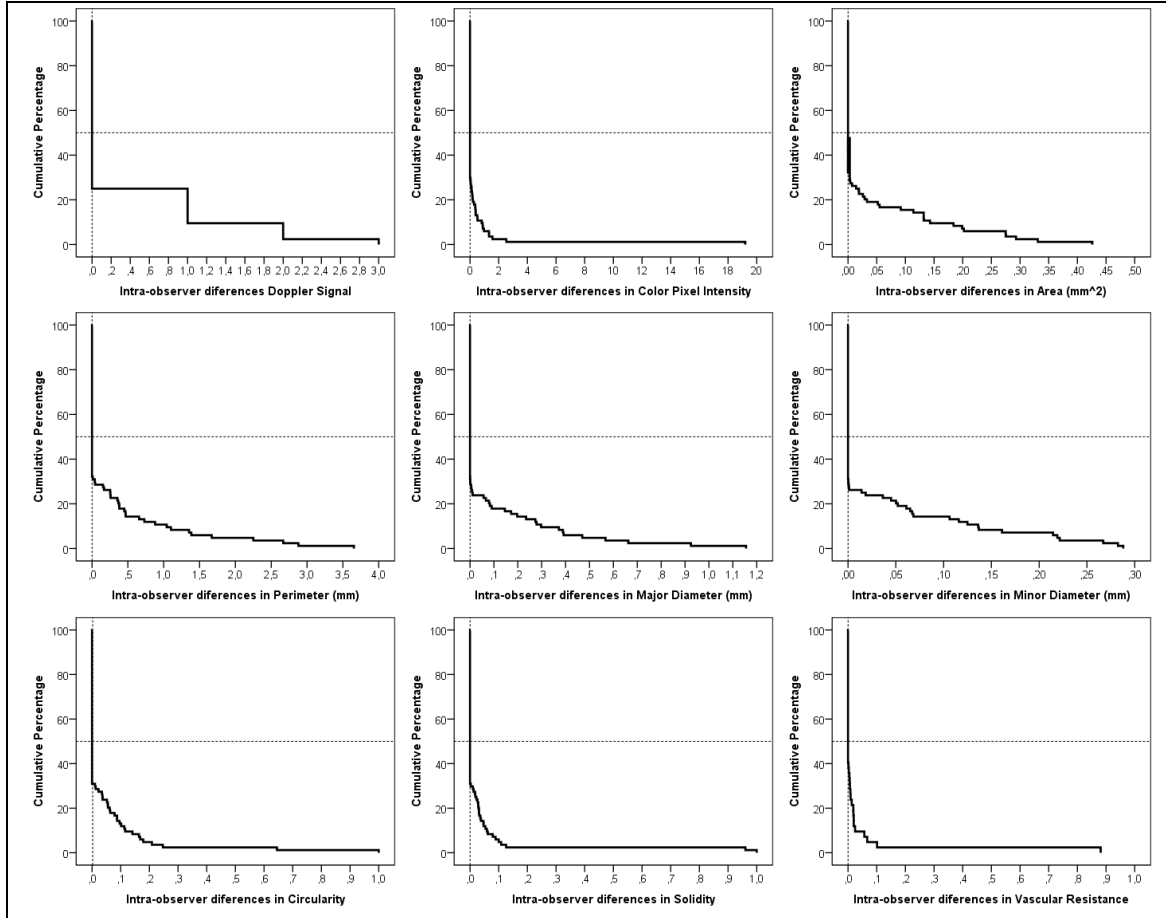 Cumulative Percentage
100
80
60
40
20
0
,0 ,2 ,4 ,6 ,8 1,0 1,2 1,4 1,6 1,8 2,0 2,2 2,4 2,6 2,8 3,0
Intra-observer diferences Doppler Signal
Cumulative Percentage
100
80
60
40
20
0
0 2 4 6 8 10 12 14 16 18 20
Intra-observer diferences in Color Pixel Intensity
Cumulative Percentage
100
80
60
40
20
0
,00 ,05 ,10 ,15 ,20 ,25 ,30 ,35 ,40 ,45 ,50
Intra-observer diferences in Area (mm^2)
Cumulative Percentage
100
80
60
40
20
0
,0 ,5 1,0 1,5 2,0 2,5 3,0 3,5 4,0
Intra-observer diferences in Perimeter (mm)
Cumulative Percentage
100
80
60
40
20
0
,0 ,1 ,2 ,3 ,4 ,5 ,6 ,7 ,8 ,9 1,0 1,1 1,2
Intra-observer diferences in Major Diameter (mm)
Cumulative Percentage
100
80
60
40
20
0
,00 ,05 ,10 ,15 ,20 ,25 ,30
Intra-observer diferences in Minor Diameter (mm)
Cumulative Percentage
100
80
60
40
20
0
,0 ,1 ,2 ,3 ,4 ,5 ,6 ,7 ,8 ,9 1,0
Intra-observer diferences in Circularity
Cumulative Percentage
100
80
60
40
20
0
,0 ,1 ,2 ,3 ,4 ,5 ,6 ,7 ,8 ,9 1,0
Intra-observer diferences in Solidity
Cumulative Percentage
100
80
60
40
20
0
,0 ,1 ,2 ,3 ,4 ,5 ,6 ,7 ,8 ,9 1,0
Intra-observer diferences in Vascular Resistance